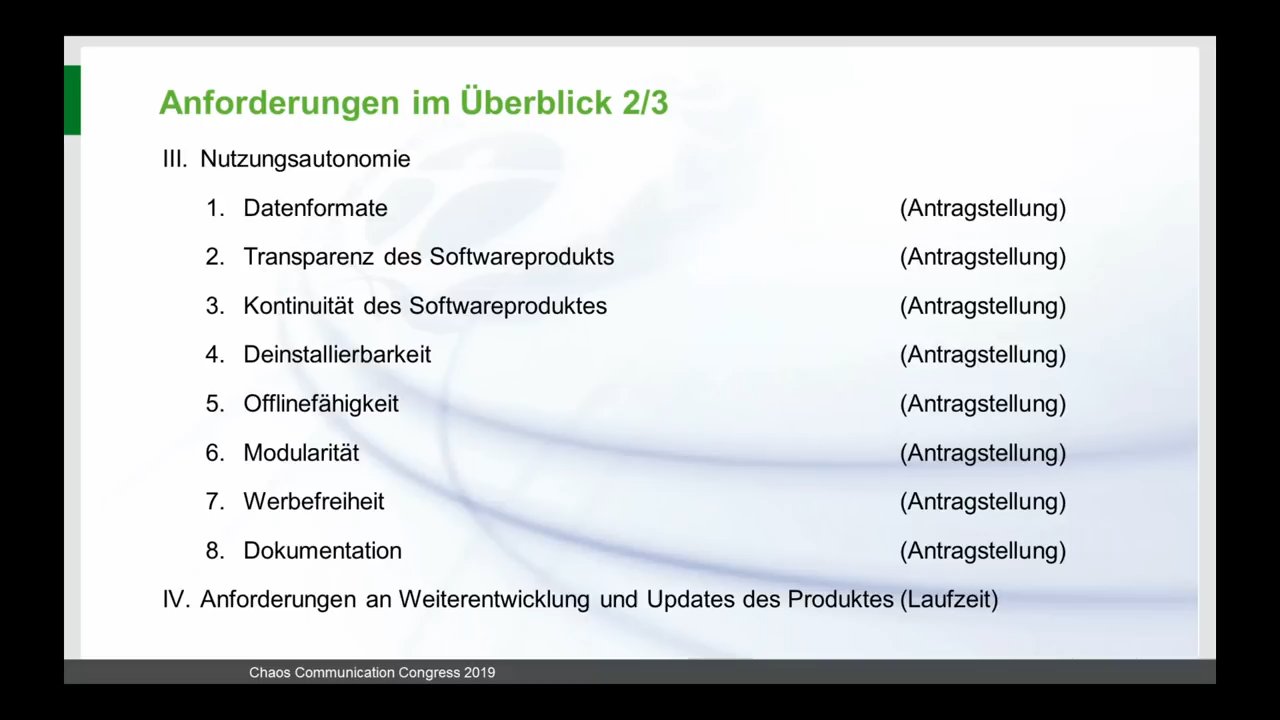 Anforderungen im Überblick 2/3
III. Nutzungsautonomie
1. Datenformate (Antragstellung)
2. Transparenz des Softwareprodukts (Antragstellung)
3. Kontinuität des Softwareproduktes (Antragstellung)
4. Deinstallierbarkeit (Antragstellung)
5. Offlinefähigkeit (Antragstellung)
6. Modularität (Antragstellung)
7. Werbefreiheit (Antragstellung)
8. Dokumentation (Antragstellung)
IV. Anforderungen an Weiterentwicklung und Updates des Produktes (Laufzeit)
Chaos Communication Congress 2019